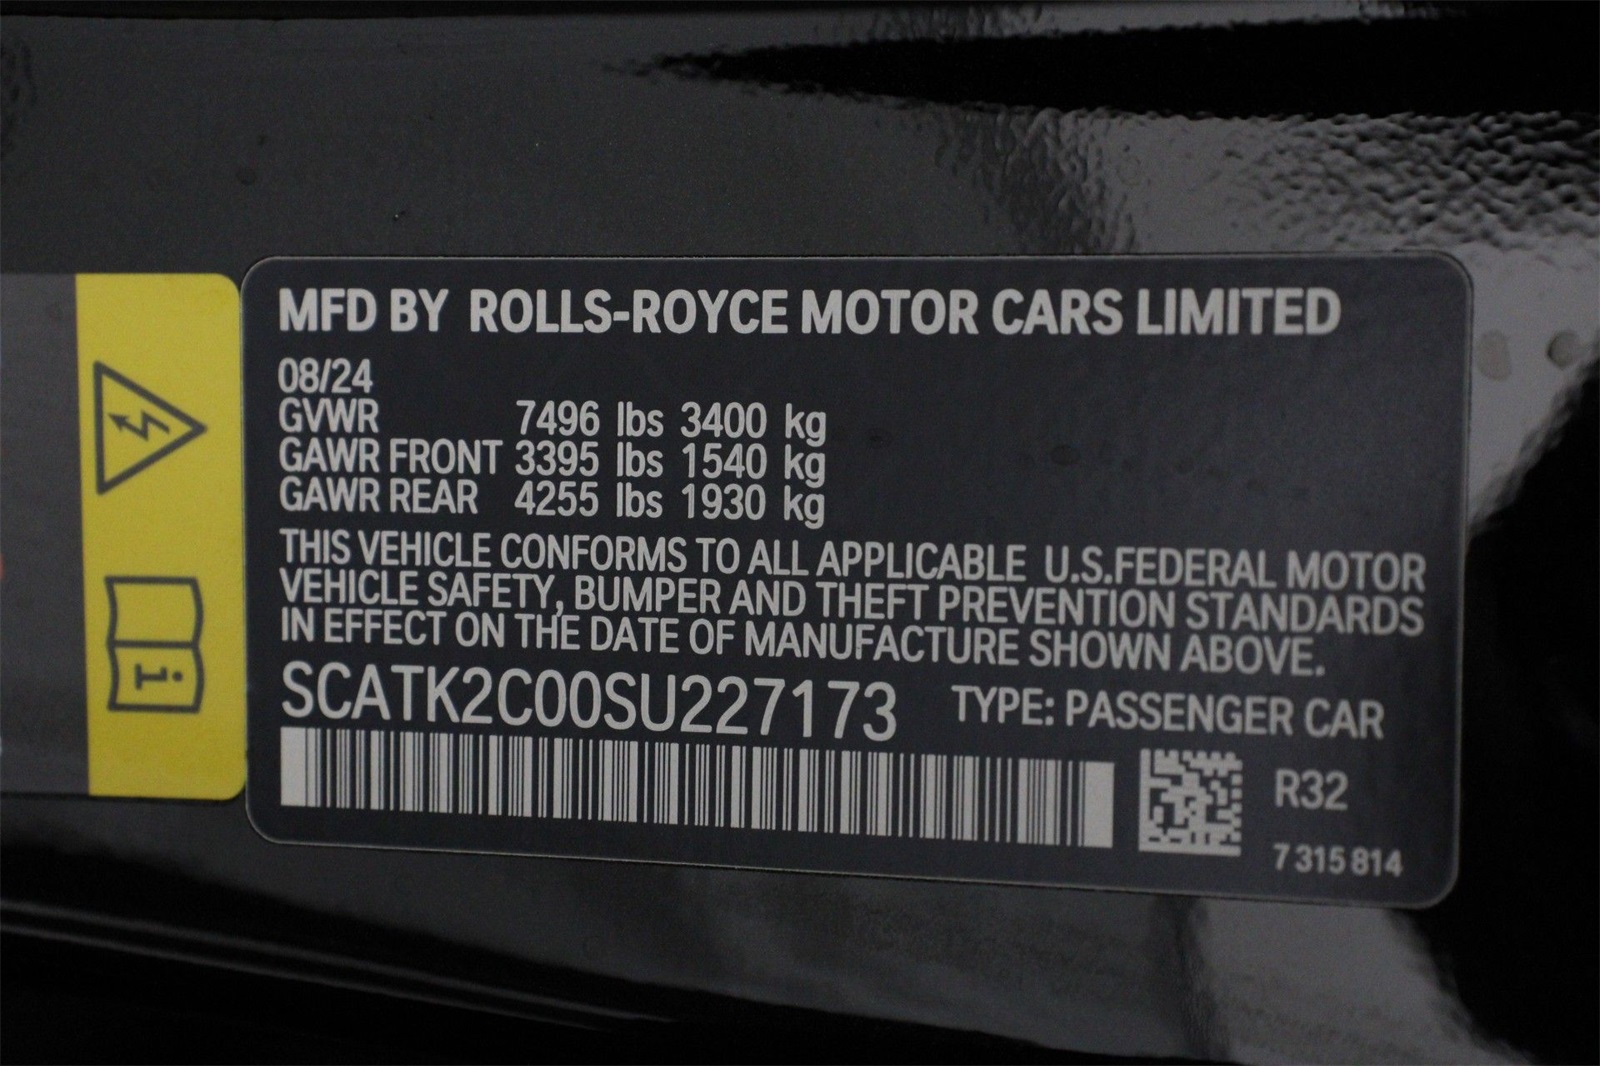 MFD BY ROLLS-ROYCE MOTOR CARS LIMITED
08/24
GVWR 7496 lbs 3400 kg
GAWR FRONT 3395 lbs 1540 kg
GAWR REAR 4255 lbs 1930 kg
THIS VEHICLE CONFORMS TO ALL APPLICABLE U.S.FEDERAL MOTOR
VEHICLE SAFETY, BUMPER AND THEFT PREVENTION STANDARDS
IN EFFECT ON THE DATE OF MANUFACTURE SHOWN ABOVE.
SCATK2C00SU227173 TYPE: PASSENGER CAR
R32
7 315 814